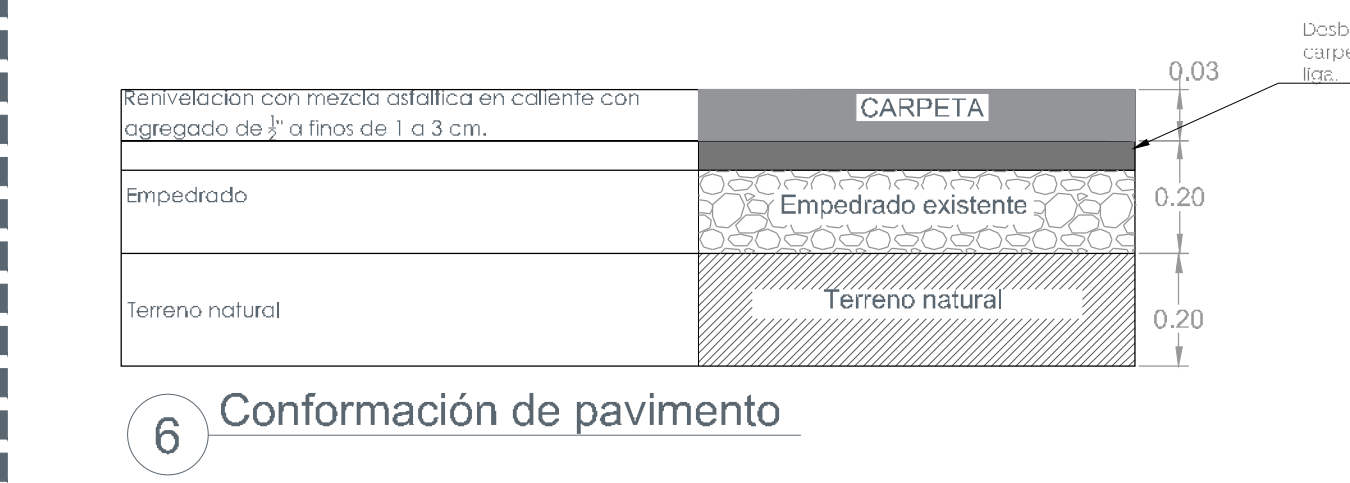 Desb
carpe
liga.
0.03
Renivelacion con mezcla asfaltica en caliente con
agregado de ½" a finos de 1 a 3 cm.
CARPETA
Empedrado
Empedrado existente
0.20
Terreno natural
Terreno natural
0.20
6 Conformación de pavimento